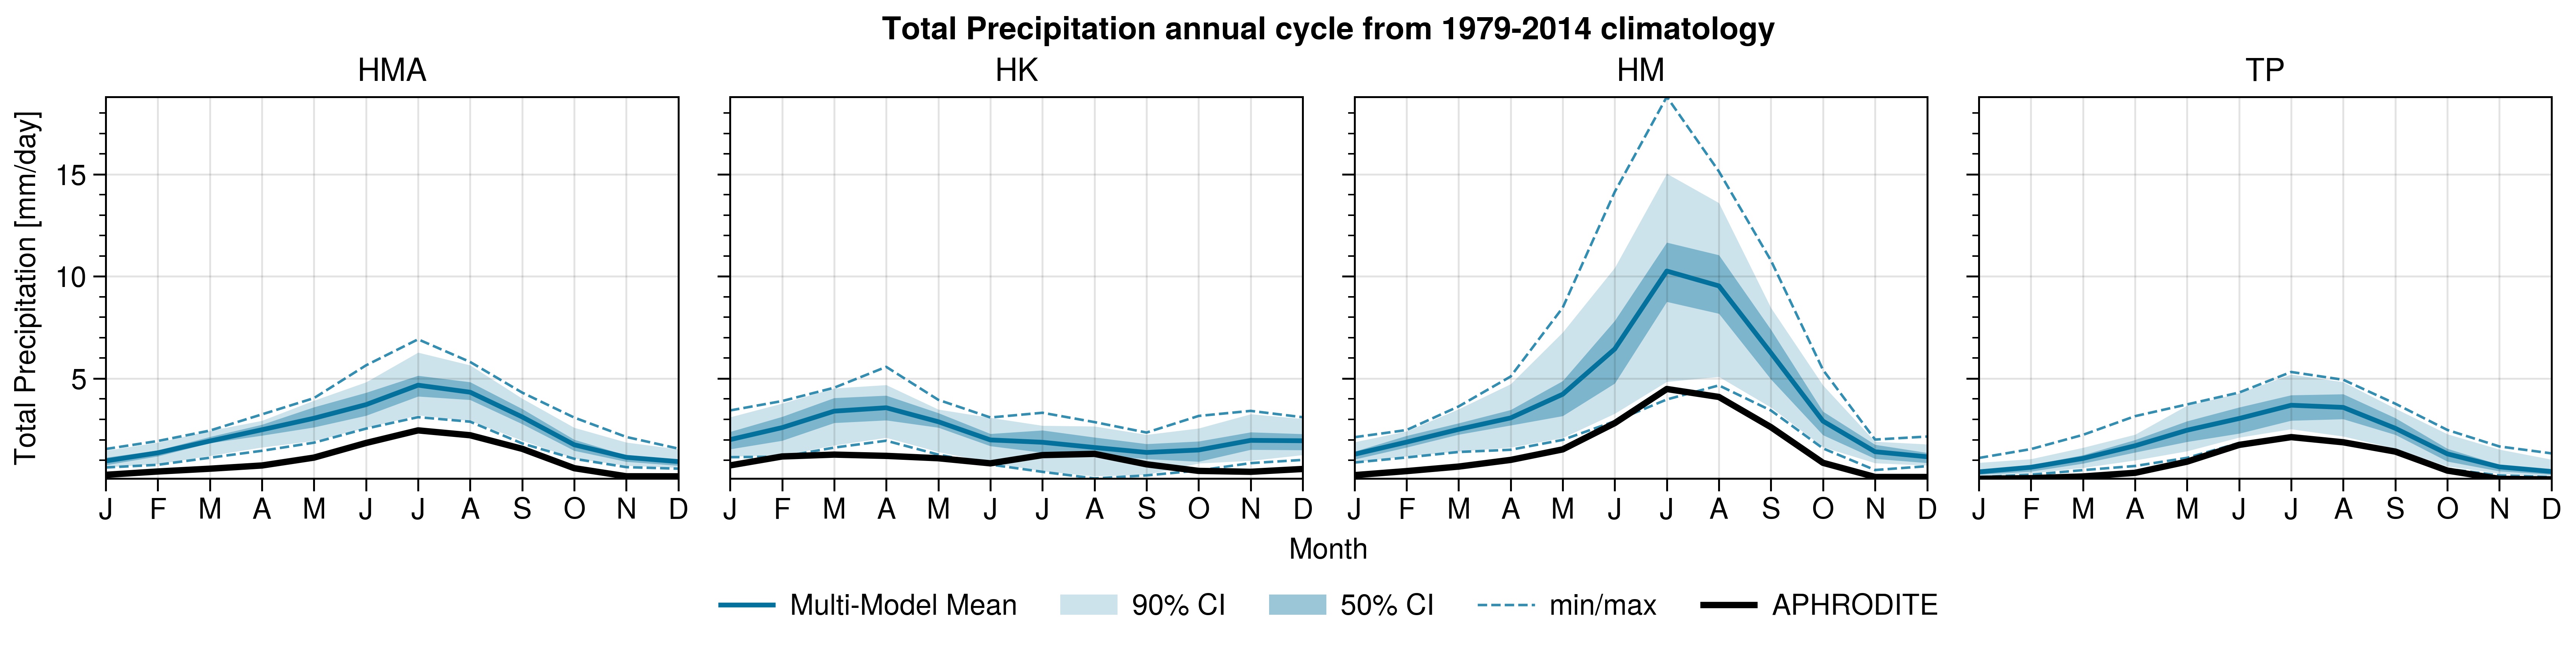 Total Precipitation annual cycle from 1979-2014 climatology
HMA HK HM TP
Total Precipitation [mm/day]
15
10
5
J F M A M J J A S O N D J F M A M J J A S O N D J F M A M J J A S O N D J F M A M J J A S O N D
Month
Multi-Model Mean 90% CI 50% CI min/max APHRODITE